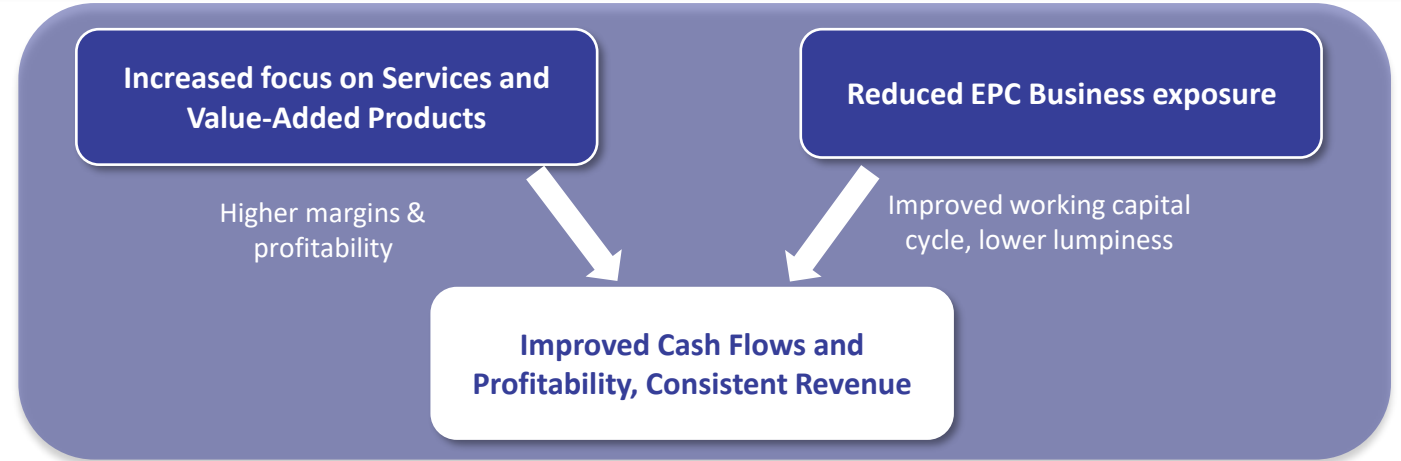 Increased focus on Services and
Value-Added Products
Reduced EPC Business exposure
Higher margins &
profitability
Improved working capital
cycle, lower lumpiness
Improved Cash Flows and
Profitability, Consistent Revenue